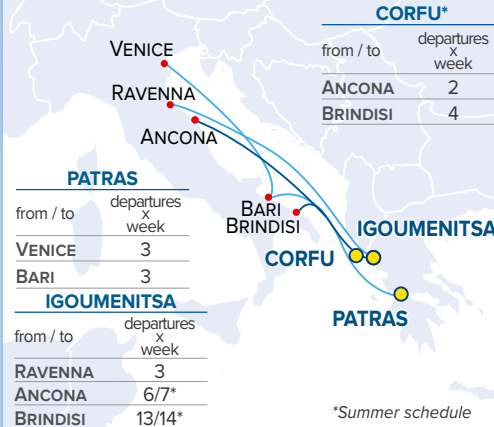 CORFU*
from / to departures x week
ANCONA 2
BRINDISI 4
VENICE
RAVENNA
ANCONA
BARI
BRINDISI
IGOUMENITSA
CORFU
PATRAS
PATRAS
from / to departures x week
VENICE 3
BARI 3
IGOUMENITSA
from / to departures x week
RAVENNA 3
ANCONA 6/7*
BRINDISI 13/14*
*Summer schedule